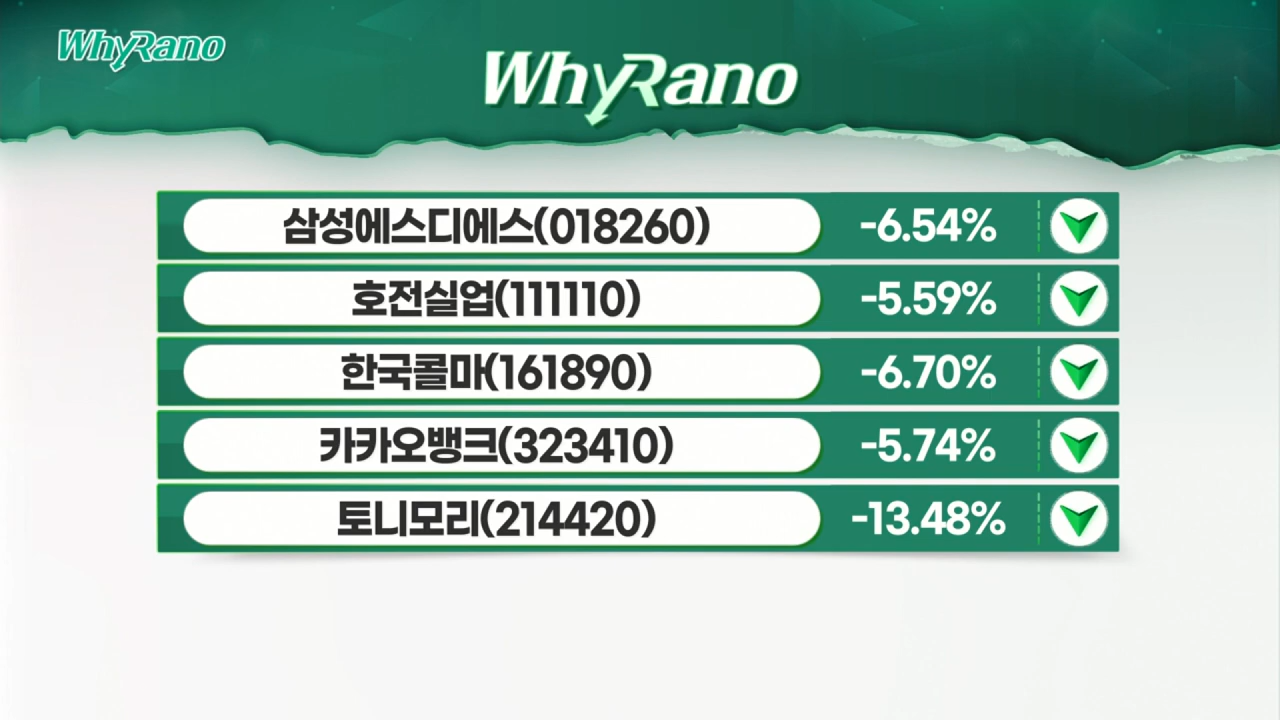 WhyRano
WhyRano
삼성에스디에스(018260) -6.54%
호전실업(111110) -5.59%
한국콜마(161890) -6.70%
카카오뱅크(323410) -5.74%
토니모리(214420) -13.48%